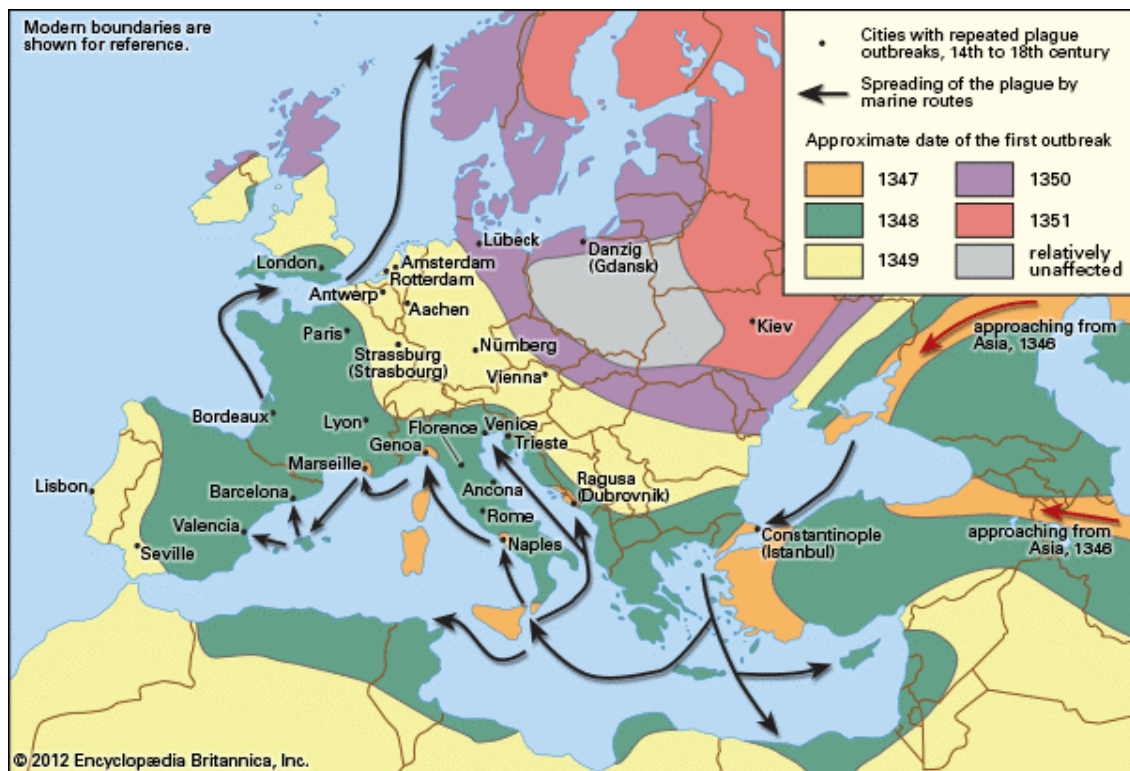 Modern boundaries are
shown for reference.
Cities with repeated plague
outbreaks, 14th to 18th century
Spreading of the plague by
marine routes
Approximate date of the first outbreak
1347
1350
1348
1351
1349
relatively
unaffected
Lübeck
Danzig
(Gdansk)
London
Amsterdam
Rotterdam
Antwerp
Aachen
Kiev
approaching from
Asia, 1346
Paris
Nürnberg
Strassburg
(Strasbourg)
Vienna
Bordeaux
Lyon
Florence
Venice
Trieste
Genoa
Marseille
Ragusa
(Dubrovnik)
Lisbon
Barcelona
Ancona
Rome
Valencia
Naples
Constantinople
(Istanbul)
approaching from
Asia, 1346
Seville
© 2012 Encyclopædia Britannica, Inc.